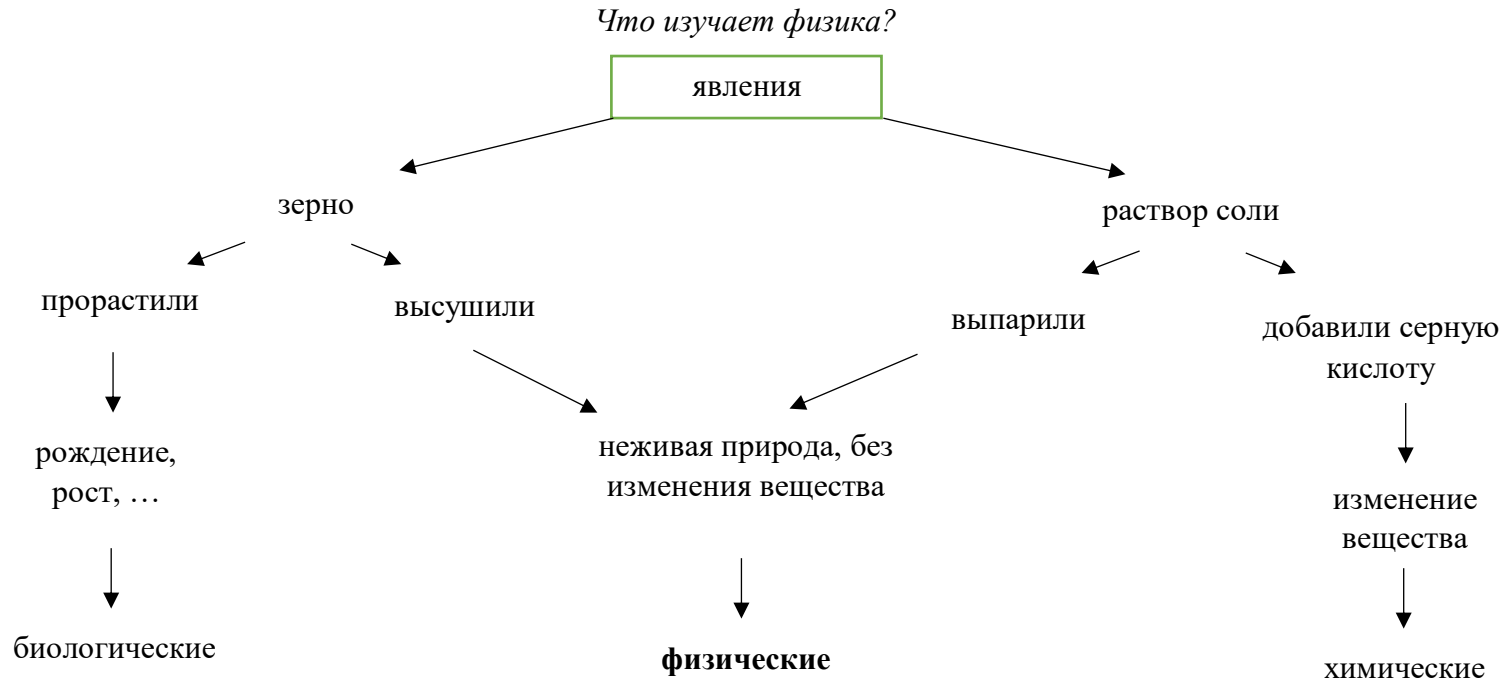 Что изучает физика?
явления
зерно
раствор соли
прорастили
высушили
выпарили
добавили серную
кислоту
рождение,
рост, …
неживая природа, без
изменения вещества
изменение
вещества
биологические
физические
химические